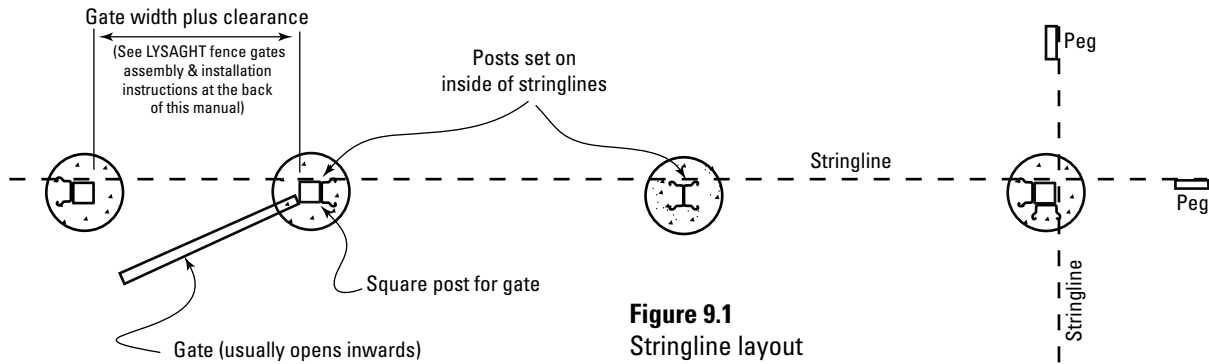 Gate width plus clearance
(See LYSAGHT fence gates
assembly & installation
instructions at the back
of this manual)
Posts set on
inside of stringlines
Peg
Stringline
Peg
Stringline
Square post for gate
Gate (usually opens inwards)
Figure 9.1
Stringline layout